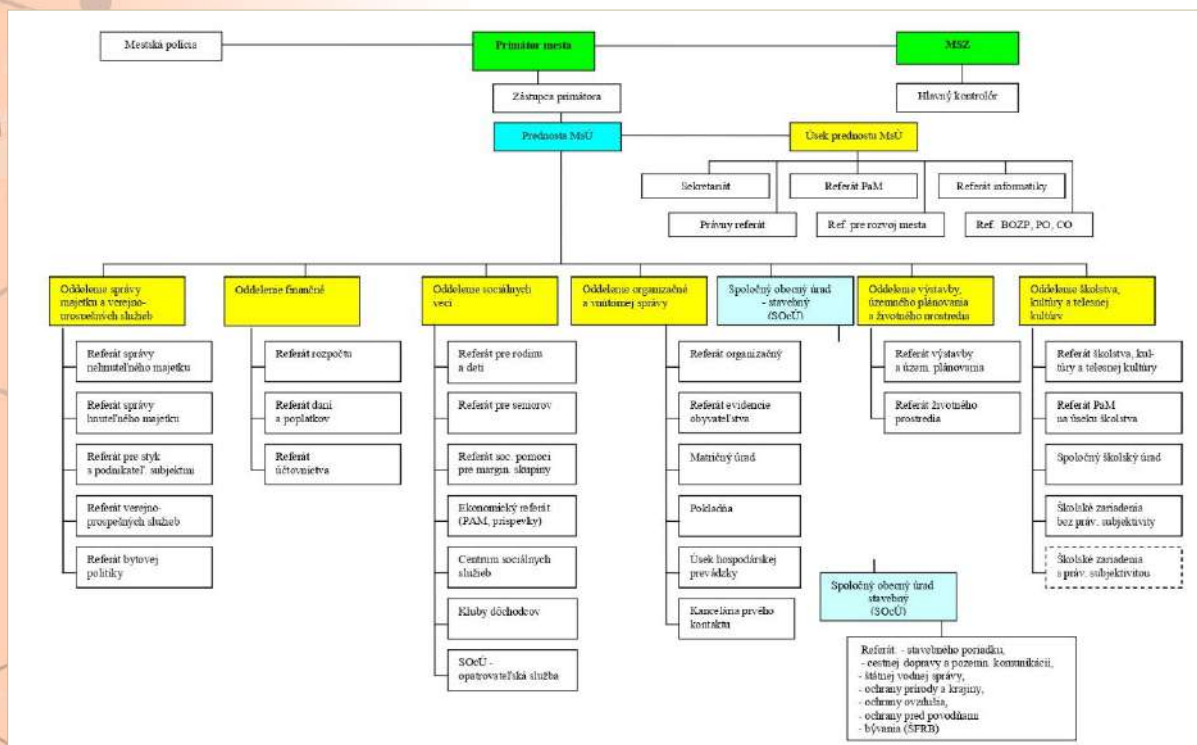 Mestská polícia
Primátor mesta
MSZ
Zástupca primátora
Hlavný kontrolór
Prednosta MsÚ
Úsek prednostu MsÚ
Sekretariát
Referát PaM
Referát informatiky
Právny referát
Ref. pre rozvoj mesta
Ref. BOZP, PO, CO
Oddelenie správy
majetku a verejno-
prospešných služieb
Oddelenie finančné
Oddelenie sociálnych
vecí
Oddelenie organizačné
a vnútornej správy
Spoločný obecný úrad
- stavebný
(SOcÚ)
Oddelenie výstavby,
územného plánovania
a životného prostredia
Oddelenie školstva,
kultúry a telesnej
kultúry
Referát správy
nehnuteľného majetku
Referát správy
hnuteľného majetku
Referát pre styk
s podnikateľ. subjektmi
Referát verejno-
prospešných služieb
Referát bytovej
politiky
Referát rozpočtu
Referát daní
a poplatkov
Referát
účtovníctva
Referát pre rodinu
a deti
Referát pre seniorov
Referát soc. pomoci
pre margin. skupiny
Ekonomický referát
(PAM, príspevky)
Centrum sociálnych
služieb
Kluby dôchodcov
SOcÚ -
opatrovateľská služba
Referát organizačný
Referát evidencie
obyvateľstva
Matričný úrad
Pokladňa
Úsek hospodárskej
prevádzky
Kancelária prvého
kontaktu
Referát výstavby
a územ. plánovania
Referát životného
prostredia
Spoločný obecný úrad
stavebný
(SOcÚ)
Referát: - stavebného poriadku,
- cestnej dopravy a pozemn. komunikácií,
- štátnej vodnej správy,
- ochrany prírody a krajiny,
- ochrany ovzdušia,
- ochrany pred povodňami
- bývania (ŠFRB)
Referát školstva, kul-
túry a telesnej kultúry
Referát PaM
na úseku školstva
Spoločný školský úrad
Školské zariadenia
bez práv. subjektivity
Školské zariadenia
s práv. subjektivitou